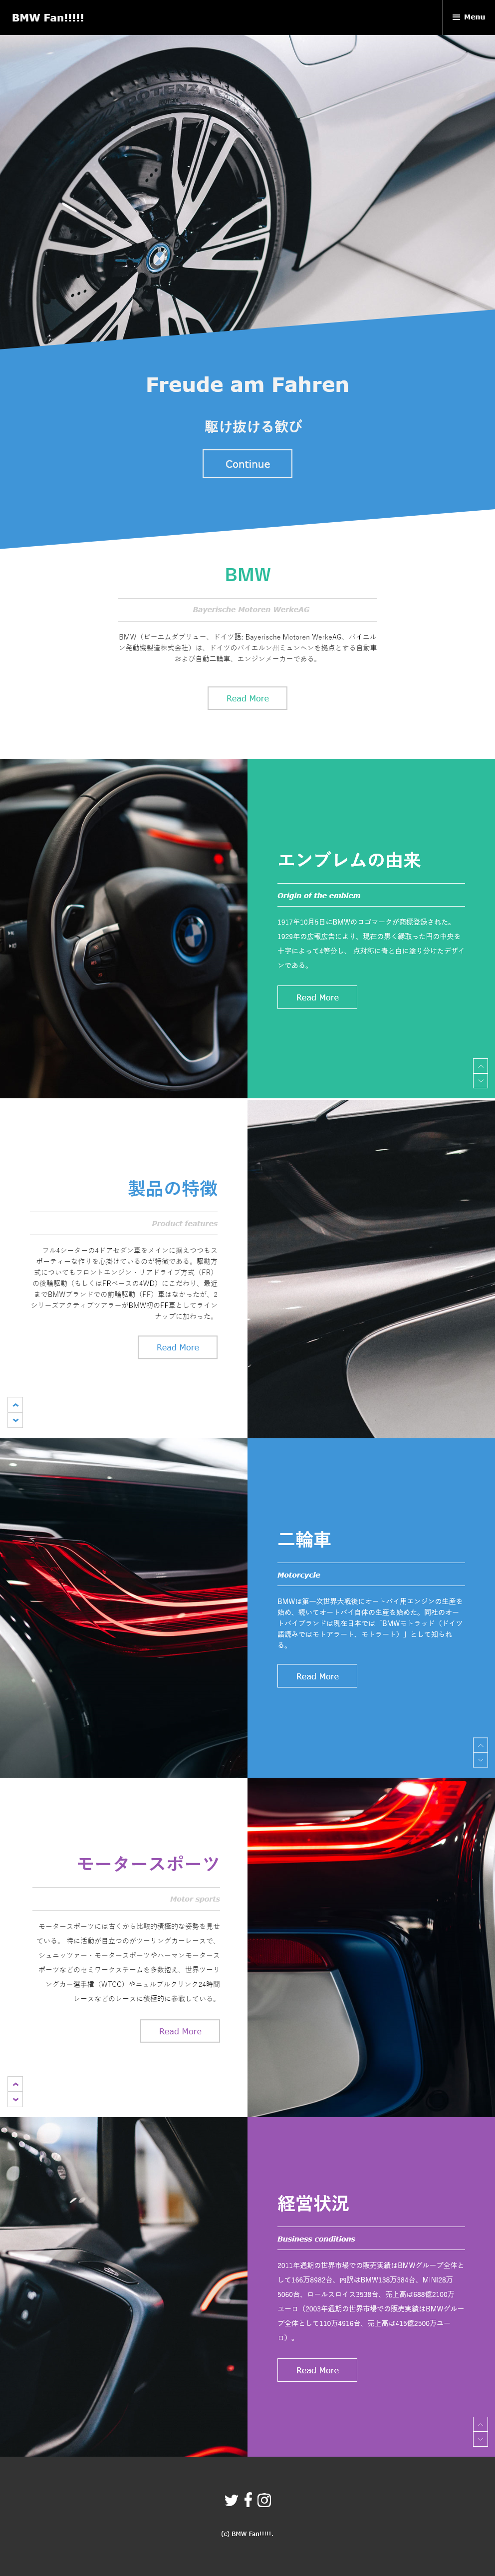 BMW Fan!!!!!
Menu
POTENZA
Freude am Fahren
駆け抜ける歓び
Continue
BMW
Bayerische Motoren WerkeAG
BMW（ビーエムダブリュー、ドイツ語: Bayerische Motoren WerkeAG、バイエル
ン発動機製造株式会社）は、ドイツのバイエルン州ミュンヘンを拠点とする自動車
および自動二輪車、エンジンメーカーである。
Read More
エンブレムの由来
Origin of the emblem
1917年10月5日にBMWのロゴマークが商標登録された。
1929年の広報広告により、現在の黒く縁取った円の中央を
十字によって4等分し、 点対称に青と白に塗り分けたデザイ
ンである。
Read More
製品の特徴
Product features
フル4シーターの4ドアセダン車をメインに据えつつもス
ポーティーな作りを心掛けているのが特徴である。駆動方
式についてもフロントエンジン・リアドライブ方式（FR）
の後輪駆動（もしくはFRベースの4WD）にこだわり、最近
までBMWブランドでの前輪駆動（FF）車はなかったが、2
シリーズアクティブツアラーがBMW初のFF車としてライン
ナップに加わった。
Read More
二輪車
Motorcycle
BMWは第一次世界大戦後にオートバイ用エンジンの生産を
始め、続いてオートバイ自体の生産を始めた。同社のオー
トバイブランドは現在日本では「BMWモトラッド（ドイツ
語読みではモトアラート、モトラート）」として知られ
る。
Read More
モータースポーツ
Motor sports
モータースポーツには古くから比較的積極的な姿勢を見せ
ている。 特に活動が目立つのがツーリングカーレースで、
シュニッツァー・モータースポーツやハーマンモータース
ポーツなどのセミワークスチームを多数抱え、世界ツーリ
ングカー選手権（WTCC）やニュルブルクリンク24時間
レースなどのレースに積極的に参戦している。
Read More
経営状況
Business conditions
2011年通期の世界市場での販売実績はBMWグループ全体と
して166万8982台、内訳はBMW138万384台、MINI28万
5060台、ロールスロイス3538台、売上高は688億2100万
ユーロ（2003年通期の世界市場での販売実績はBMWグルー
プ全体として110万4916台、売上高は415億2500万ユー
ロ）。
Read More
(c) BMW Fan!!!!!.